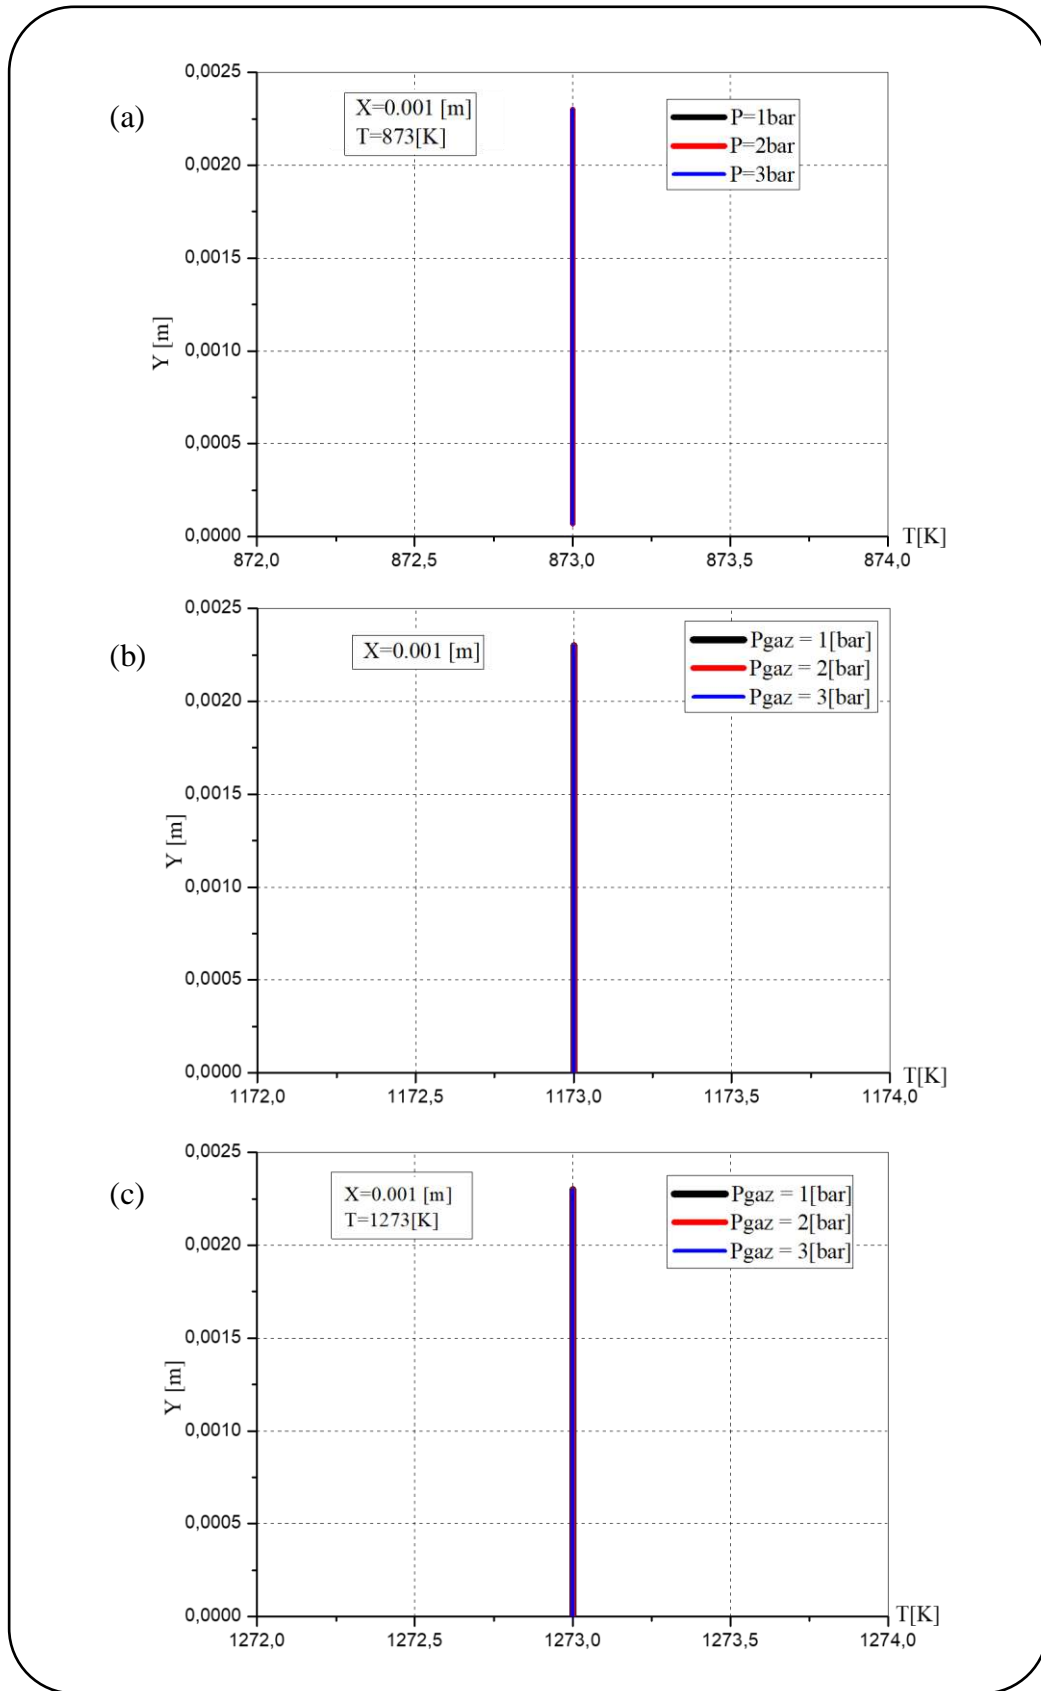 (a)
0,0025
0,0020
0,0015
0,0010
0,0005
0,0000
Y [m]
X=0.001 [m]
T=873[K]
P=1bar
P=2bar
P=3bar
872,0
872,5
873,0
873,5
874,0
T[K]
(b)
0,0025
0,0020
0,0015
0,0010
0,0005
0,0000
Y [m]
X=0.001 [m]
Pgaz = 1[bar]
Pgaz = 2[bar]
Pgaz = 3[bar]
1172,0
1172,5
1173,0
1173,5
1174,0
T[K]
(c)
0,0025
0,0020
0,0015
0,0010
0,0005
0,0000
Y [m]
X=0.001 [m]
T=1273[K]
Pgaz = 1[bar]
Pgaz = 2[bar]
Pgaz = 3[bar]
1272,0
1272,5
1273,0
1273,5
1274,0
T[K]